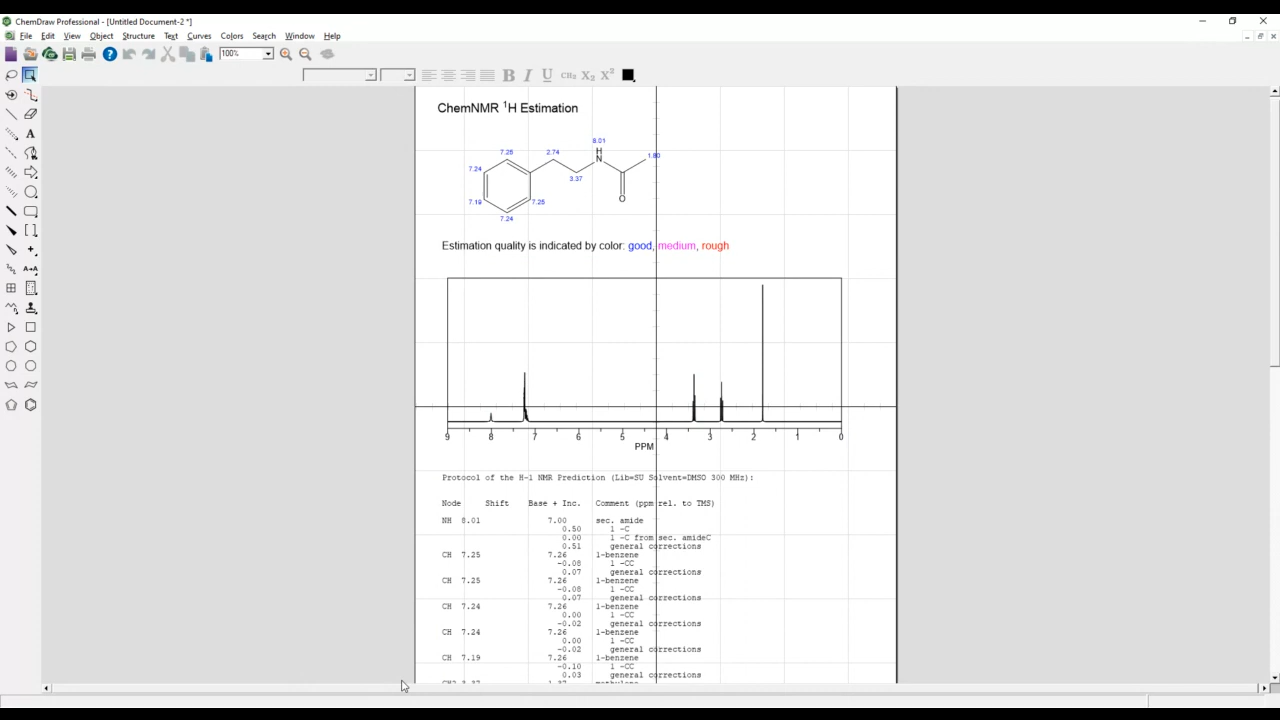 ChemDraw Professional - [Untitled Document-2 *]
File Edit View Object Structure Text Curves Colors Search Window Help
100%
B I U CH₂ X₂ X²
A
A→A
ChemNMR ¹H Estimation
8.01
7.26 2.74 H N 1.80
7.24
3.37
7.19 7.25 O
7.24
Estimation quality is indicated by color: good, medium, rough
9 8 7 6 5 4 3 2 1 0
PPM
Protocol of the H-1 NMR Prediction (Lib=SU Solvent=DMSO 300 MHz):
Node Shift Base + Inc. Comment (ppm rel. to TMS)
NH 8.01 7.00 sec. amide
0.50 1 -C
0.00 1 -C from sec. amideC
0.51 general corrections
CH 7.25 7.26 1-benzene
-0.08 1 -CC
0.07 general corrections
CH 7.25 7.26 1-benzene
-0.08 1 -CC
0.07 general corrections
CH 7.24 7.26 1-benzene
0.00 1 -CC
-0.02 general corrections
CH 7.24 7.26 1-benzene
0.00 1 -CC
-0.02 general corrections
CH 7.19 7.26 1-benzene
-0.10 1 -CC
0.03 general corrections
CH2 3.37 1.37 methylene